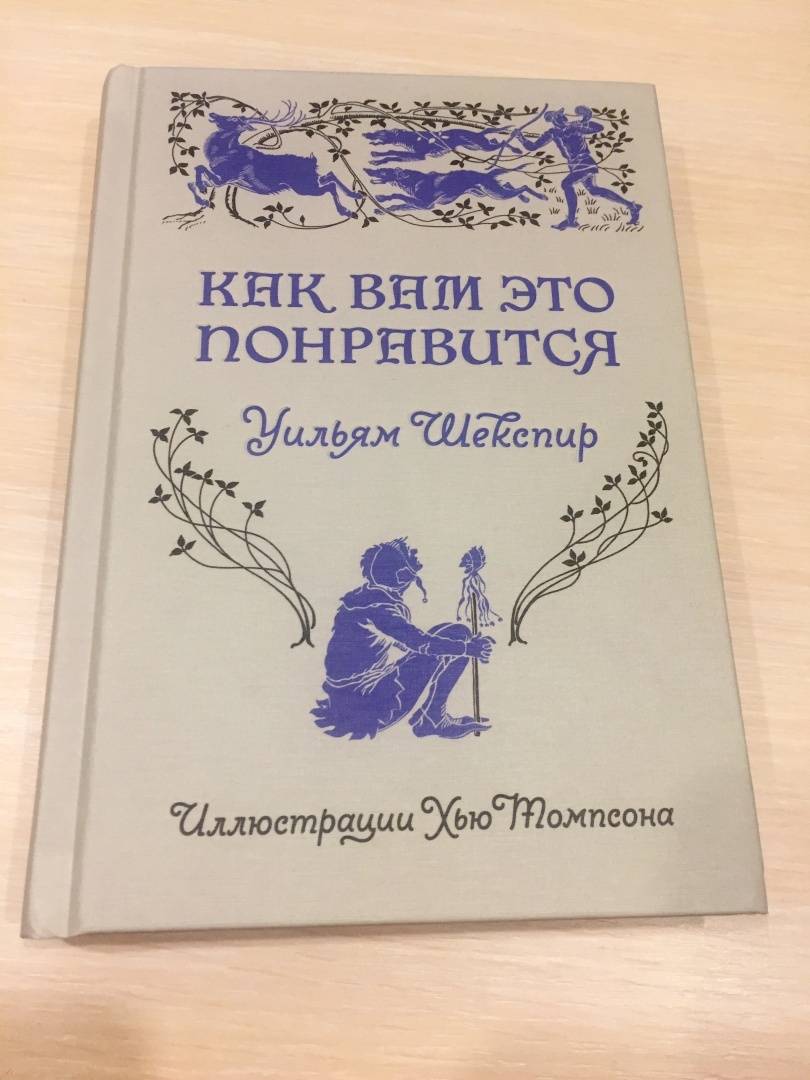 КАК ВАМ ЭТО
ПОНРАВИТСЯ
Уильям Шекспир
Иллюстрации Хью Томпсона